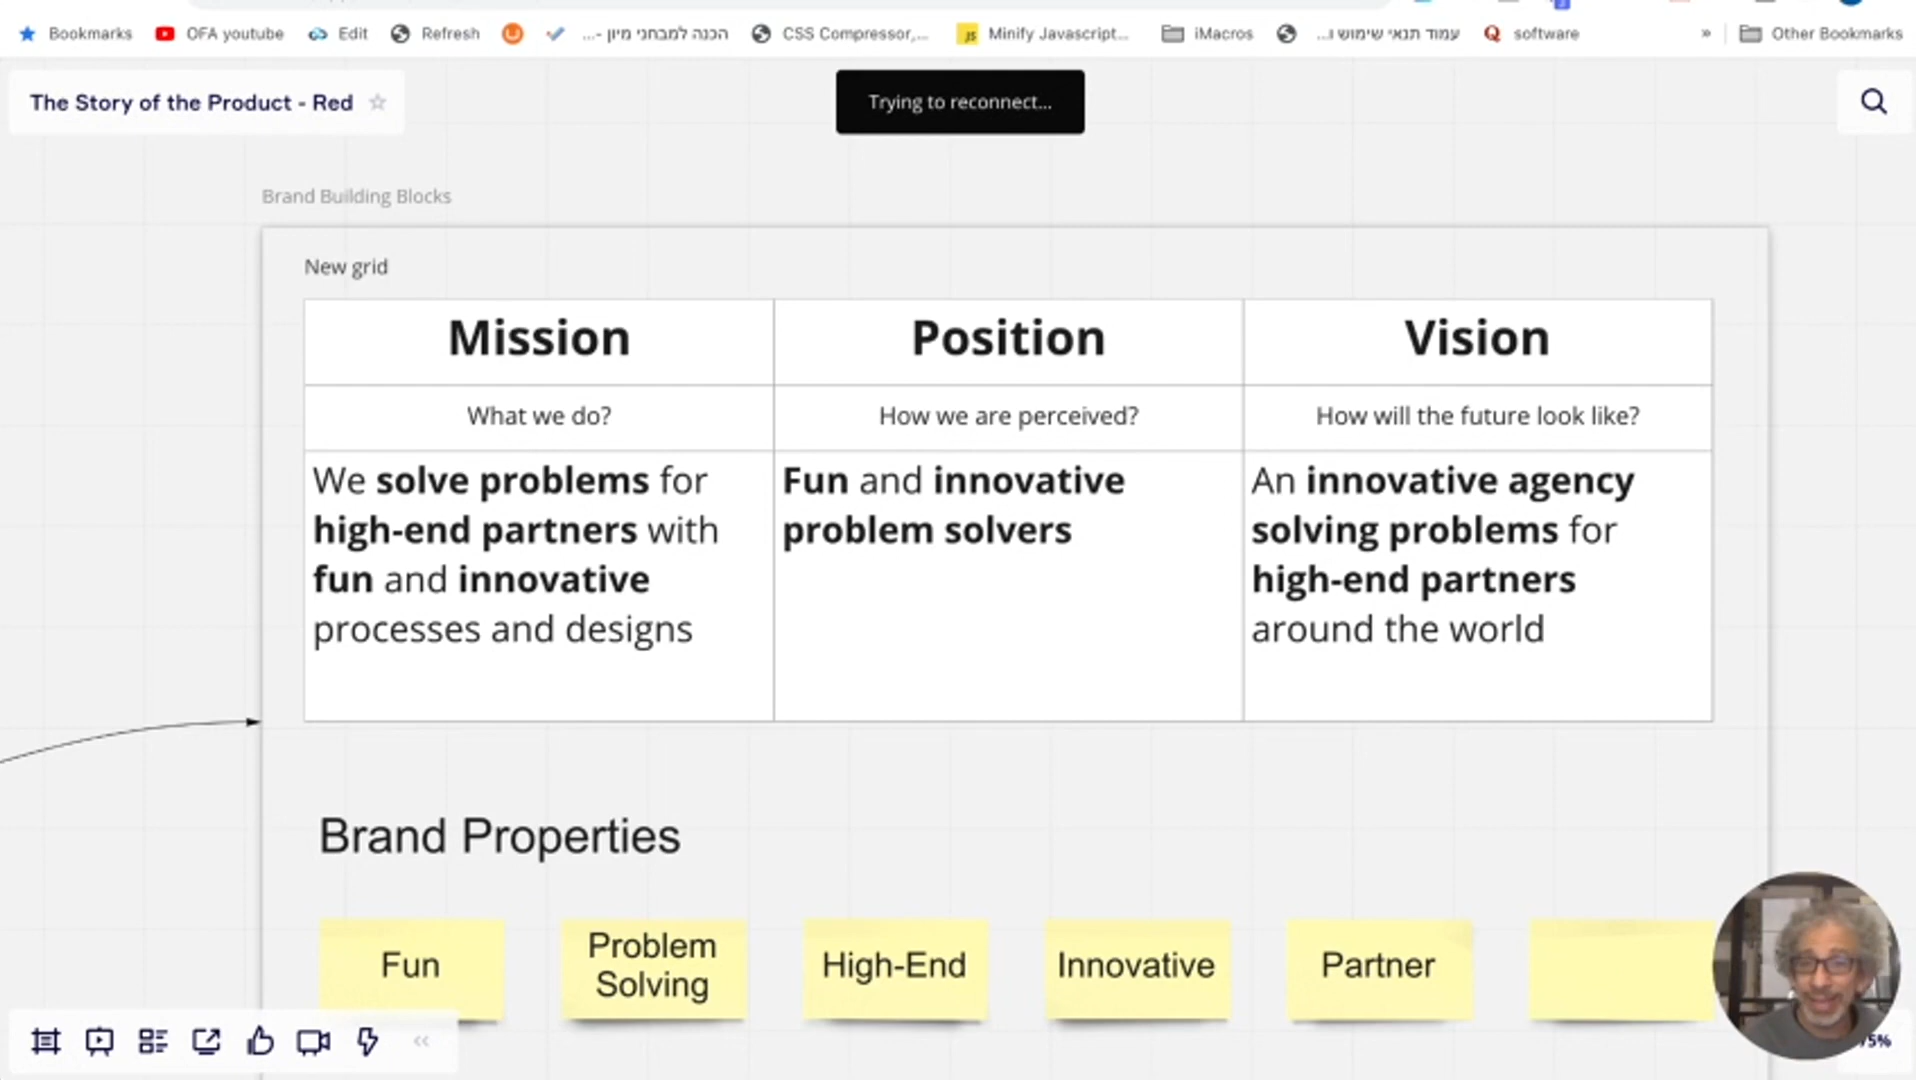 Bookmarks OFA youtube Edit Refresh הכנה למבחני מיון -... CSS Compressor,... Minify Javascript... iMacros עמוד תנאי שימוש ו... software » Other Bookmarks
The Story of the Product - Red
Trying to reconnect...
Brand Building Blocks
New grid
Mission Position Vision
What we do? How we are perceived? How will the future look like?
We solve problems for
high-end partners with
fun and innovative
processes and designs
Fun and innovative
problem solvers
An innovative agency
solving problems for
high-end partners
around the world
Brand Properties
Fun
Problem
Solving
High-End
Innovative
Partner
75%